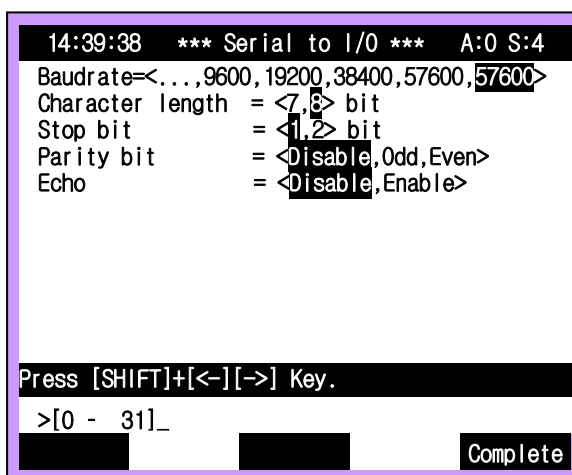 14:39:38 *** Serial to I/O *** A:0 S:4
Baudrate=<...,9600,19200,38400,57600,57600>
Character length = <7,8> bit
Stop bit = <1,2> bit
Parity bit = <Disable,Odd,Even>
Echo = <Disable,Enable>
Press [SHIFT]+[<-][->] Key.
>[0 - 31]_
Complete